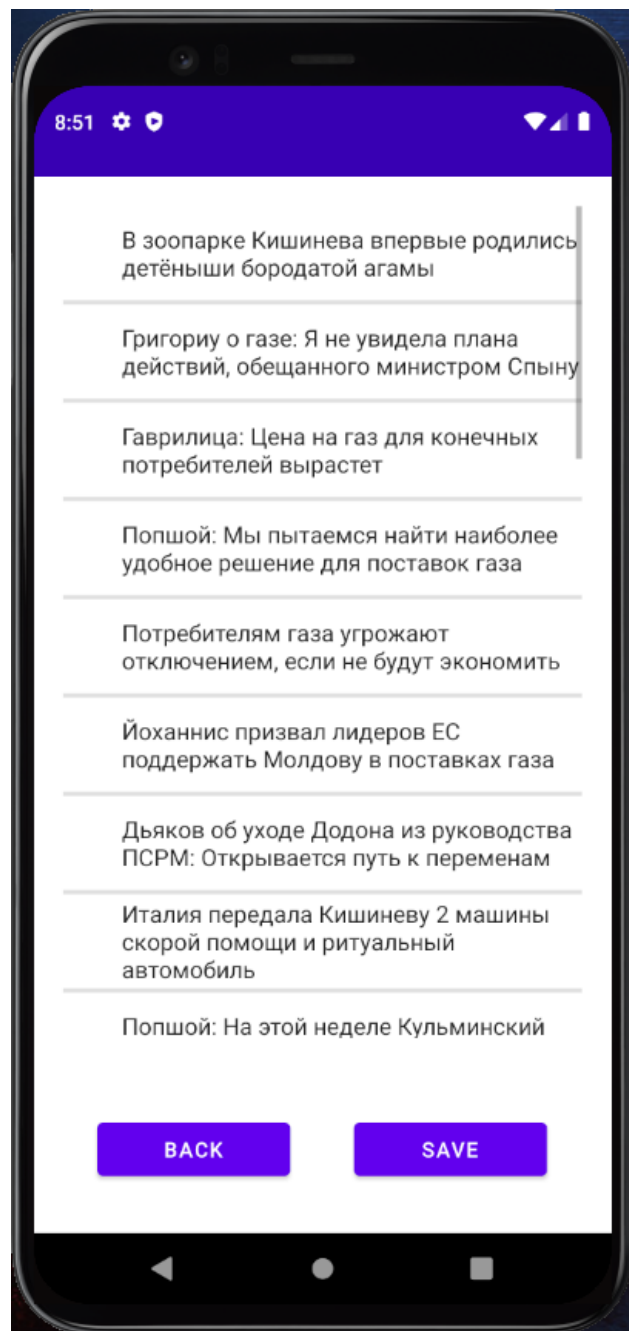 8:51
В зоопарке Кишинева впервые родились
детёныши бородатой агамы
Григориу о газе: Я не увидела плана
действий, обещанного министром Спыну
Гаврилица: Цена на газ для конечных
потребителей вырастет
Попшой: Мы пытаемся найти наиболее
удобное решение для поставок газа
Потребителям газа угрожают
отключением, если не будут экономить
Йоханнис призвал лидеров ЕС
поддержать Молдову в поставках газа
Дьяков об уходе Додона из руководства
ПСРМ: Открывается путь к переменам
Италия передала Кишиневу 2 машины
скорой помощи и ритуальный
автомобиль
Попшой: На этой неделе Кульминский
BACK SAVE